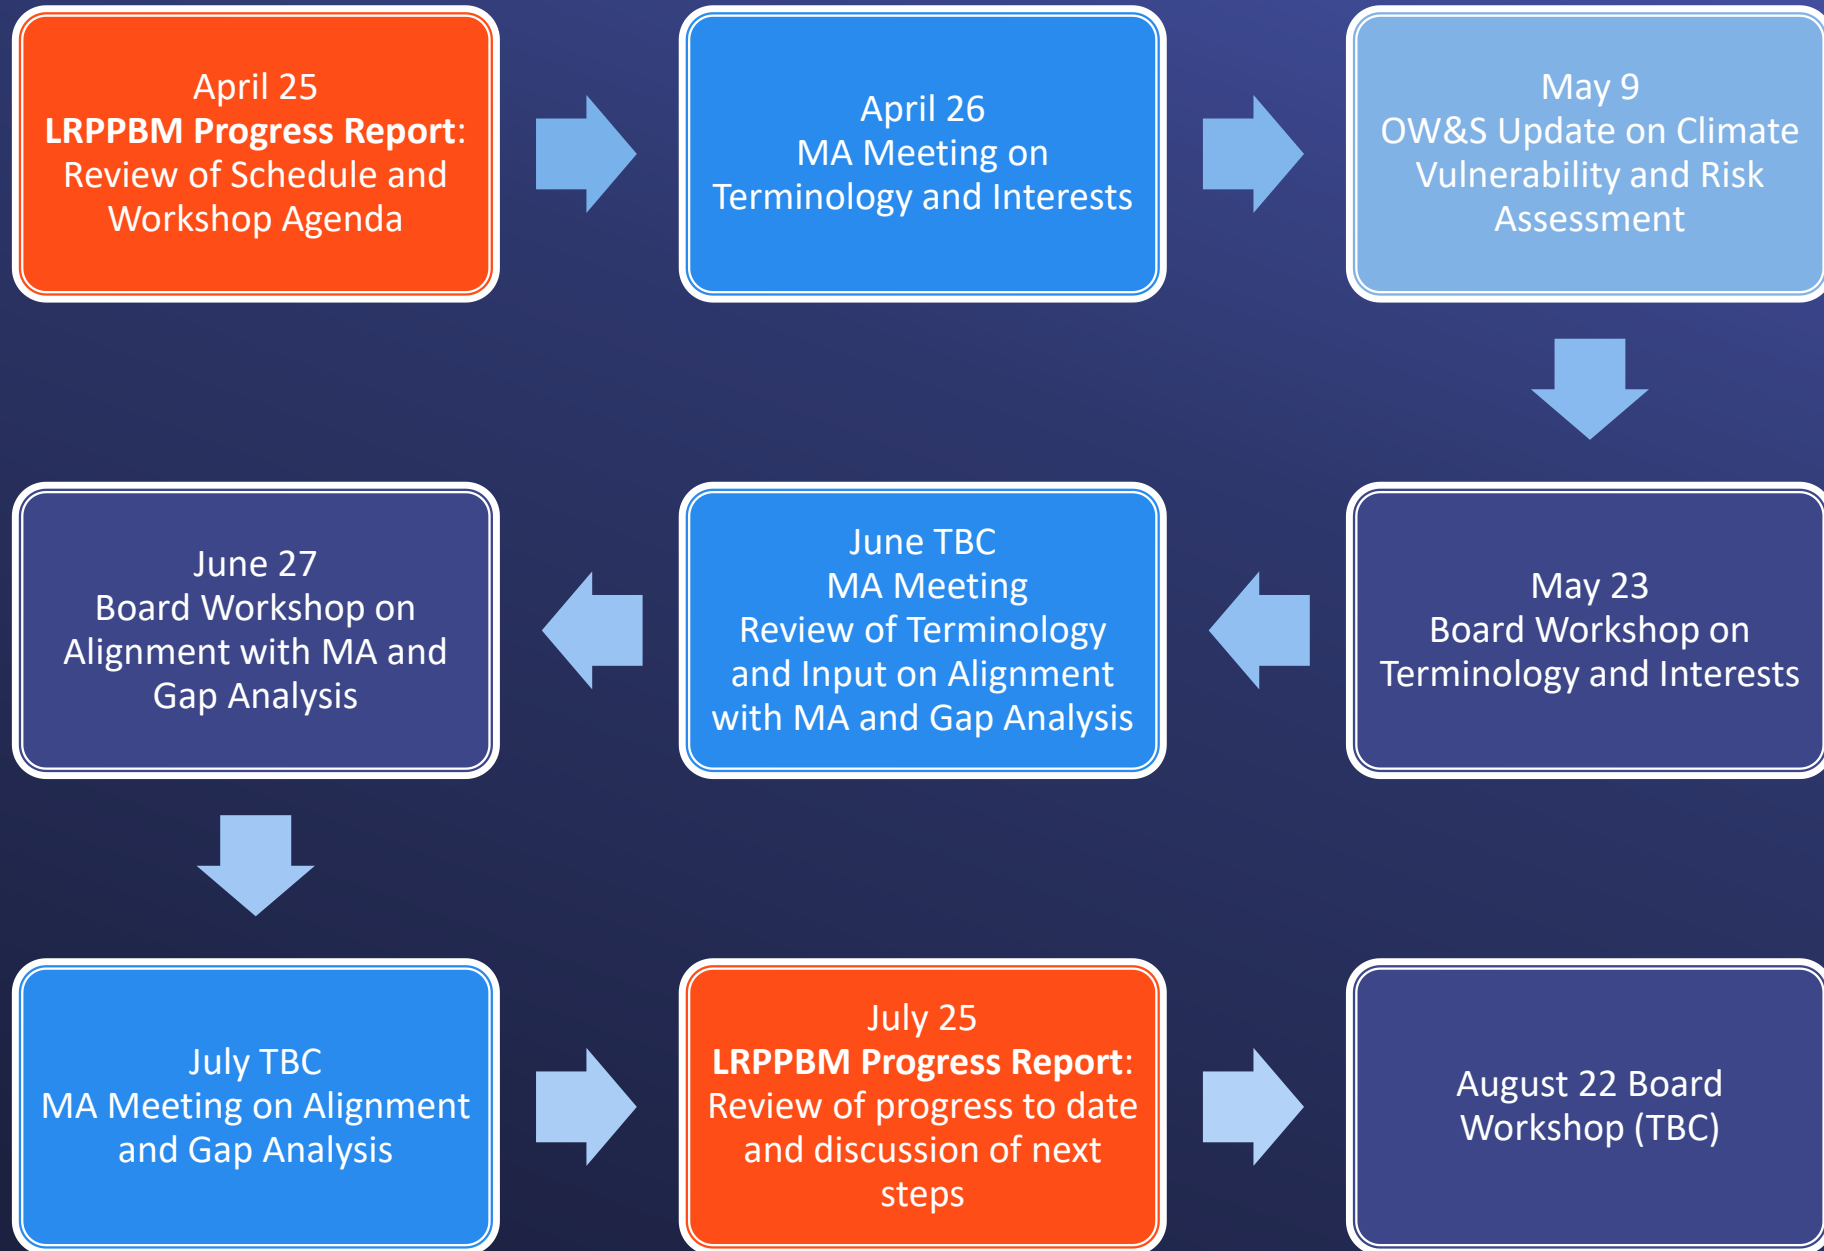 April 25
LRPPBM Progress Report:
Review of Schedule and
Workshop Agenda
April 26
MA Meeting on
Terminology and Interests
May 9
OW&S Update on Climate
Vulnerability and Risk
Assessment
May 23
Board Workshop on
Terminology and Interests
June TBC
MA Meeting
Review of Terminology
and Input on Alignment
with MA and Gap Analysis
June 27
Board Workshop on
Alignment with MA and
Gap Analysis
July TBC
MA Meeting on Alignment
and Gap Analysis
July 25
LRPPBM Progress Report:
Review of progress to date
and discussion of next
steps
August 22 Board
Workshop (TBC)